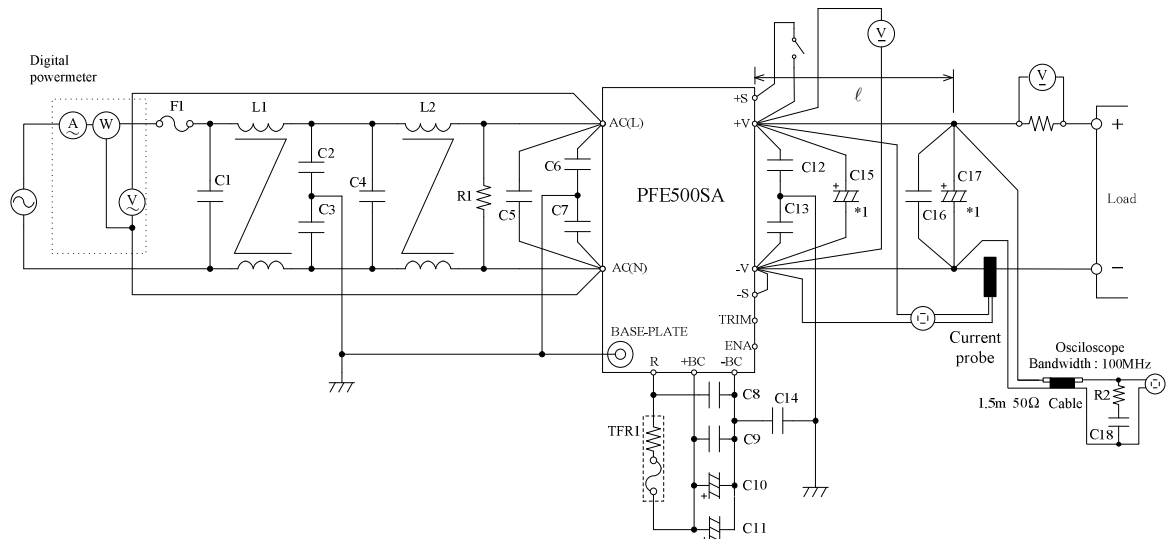 Digital
powermeter
A
W
V
F1
L1
L2
C1
C2
C3
C4
R1
C5
C6
C7
AC(L)
AC(N)
PFE500SA
BASE-PLATE
R
+BC
-BC
+S
+V
-V
-S
TRIM
ENA
C8
C9
C10
C11
TFR1
+
+
C12
C13
C14
C15
+
*1
C16
C17
+
*1
V
ℓ
V
+
Load
−
Current
probe
Osciloscope
Bandwidth : 100MHz
1.5m 50Ω Cable
R2
C18